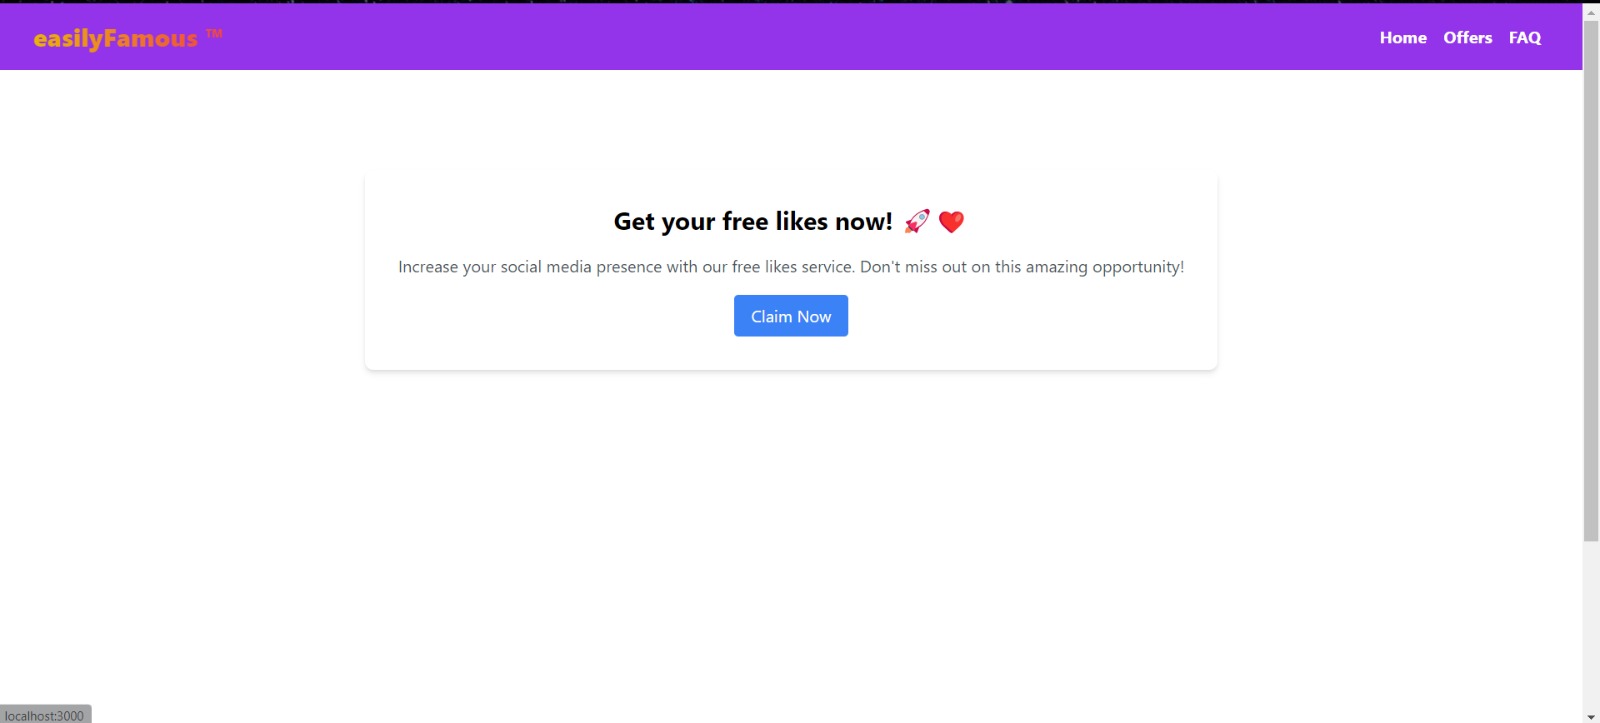 easilyFamous ™
Home Offers FAQ
Get your free likes now! 🚀 ❤️
Increase your social media presence with our free likes service. Don't miss out on this amazing opportunity!
Claim Now
localhost:3000